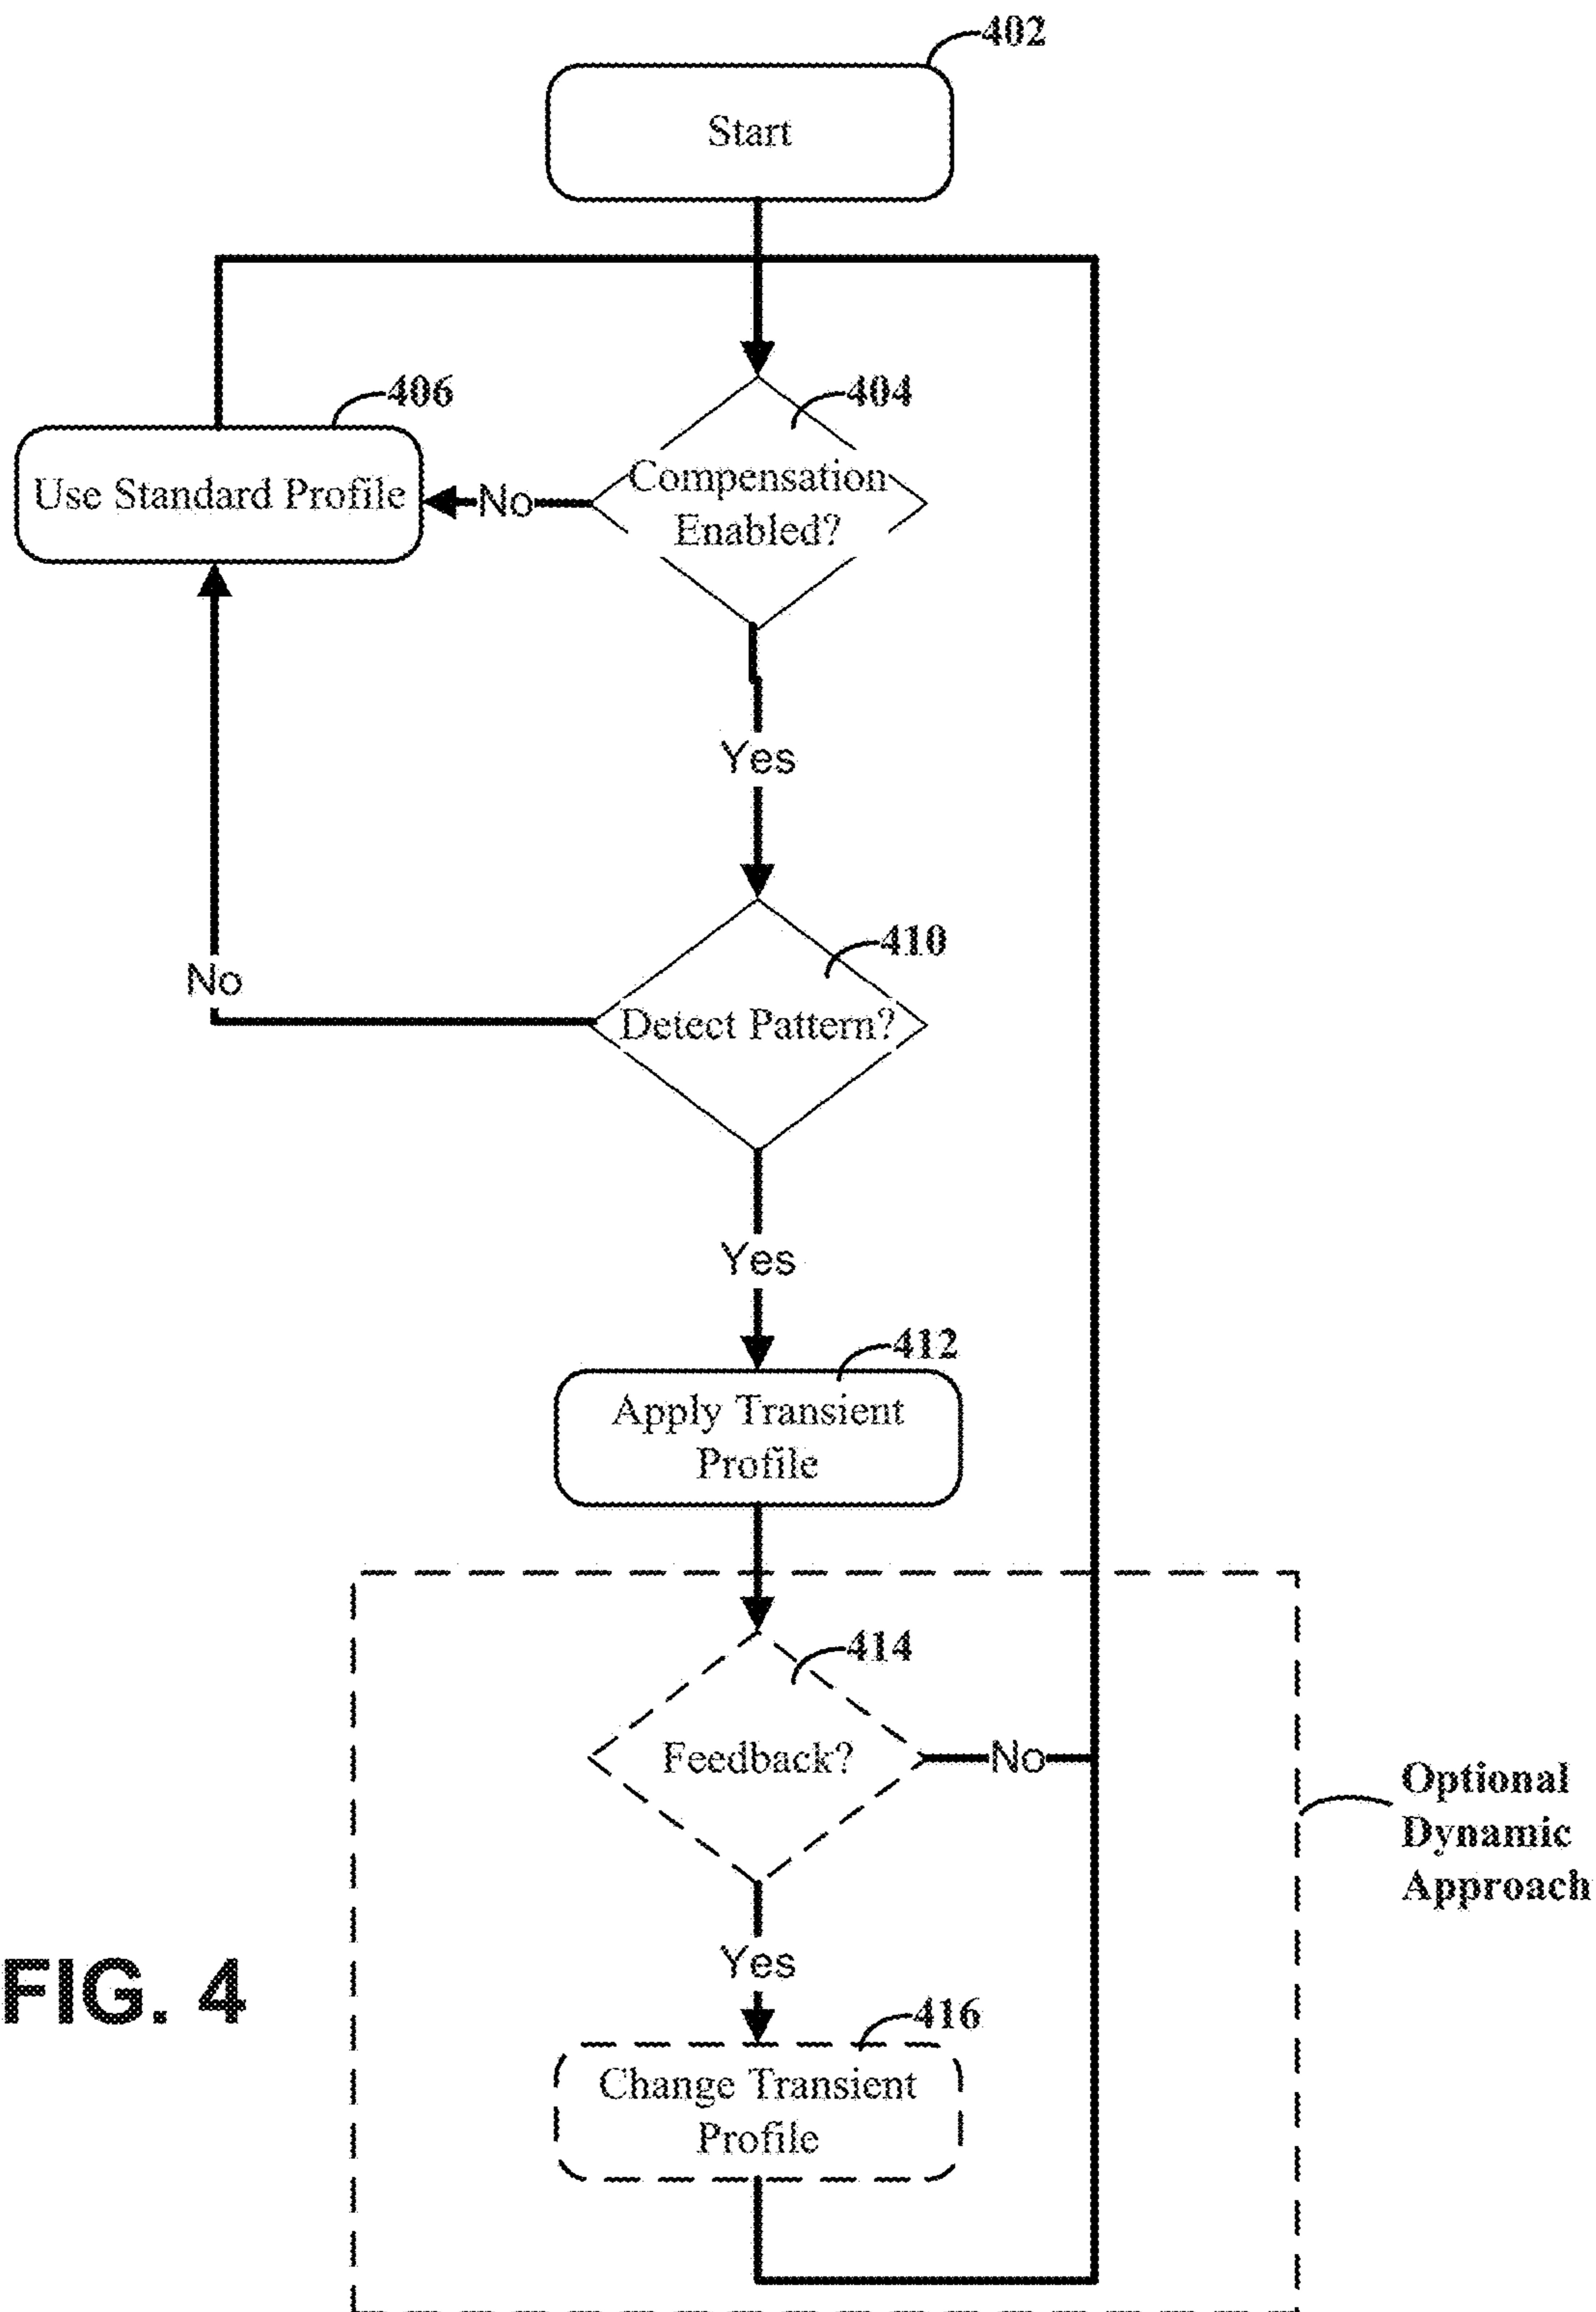 402
Start
406
404
Use Standard Profile
No
Compensation
Enabled?
Yes
410
No
Detect Pattern?
Yes
412
Apply Transient
Profile
414
Feedback?
No
Optional
Dynamic
Approach
Yes
FIG. 4
416
Change Transient
Profile